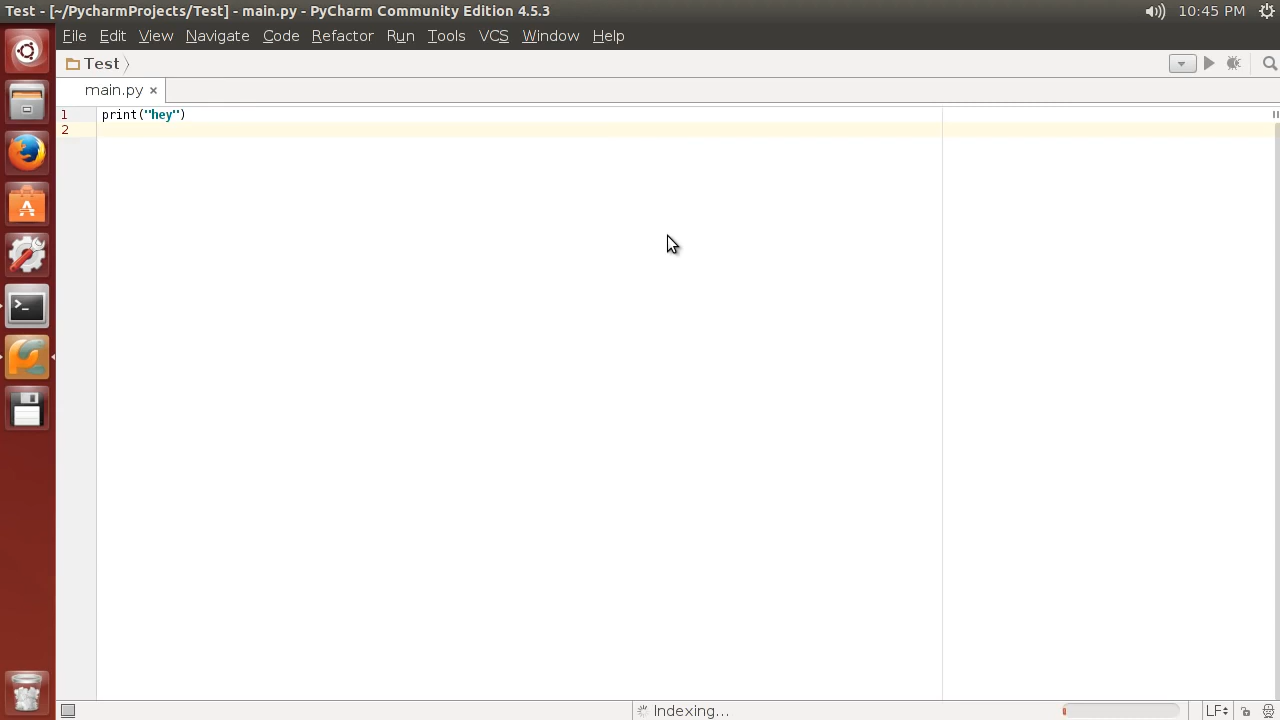 Test - [~/PycharmProjects/Test] - main.py - PyCharm Community Edition 4.5.3
10:45 PM
File Edit View Navigate Code Refactor Run Tools VCS Window Help
Test
main.py ×
1 print("hey")
2
Indexing...
LF